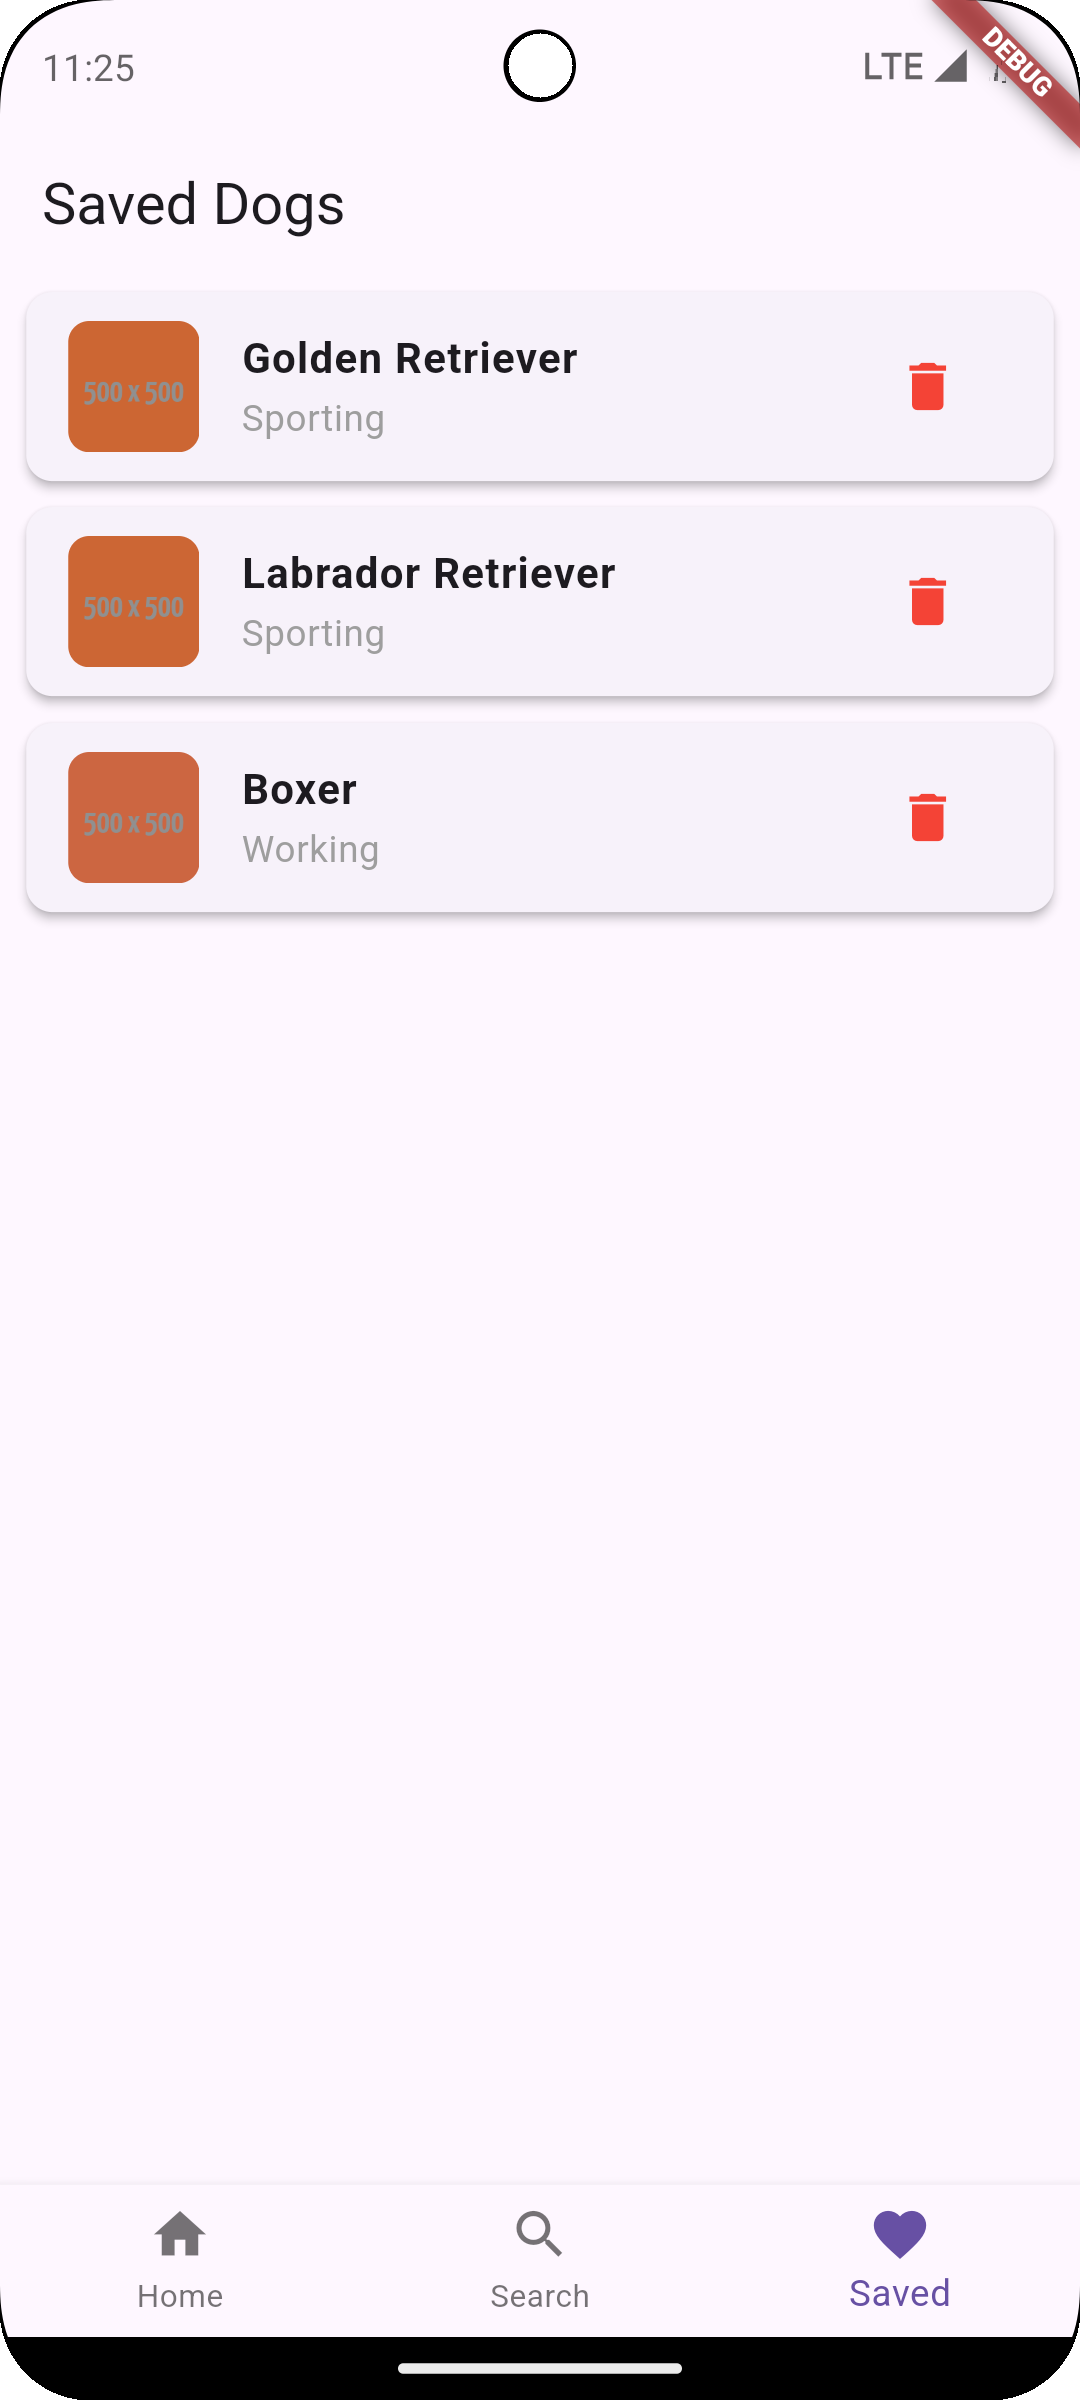 11:25
LTE
DEBUG
Saved Dogs
500 x 500
Golden Retriever
Sporting
500 x 500
Labrador Retriever
Sporting
500 x 500
Boxer
Working
Home
Search
Saved